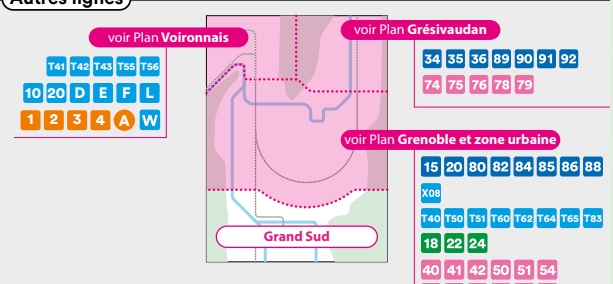 Autres lignes
voir Plan Voironnais
T41 T42 T43 T55 T56
10 20 D E F L
1 2 3 4 A W
Grand Sud
voir Plan Grésivaudan
34 35 36 89 90 91 92
74 75 76 78 79
voir Plan Grenoble et zone urbaine
15 20 80 82 84 85 86 88
X08
T40 T50 T51 T60 T62 T64 T65 T83
18 22 24
40 41 42 50 51 54